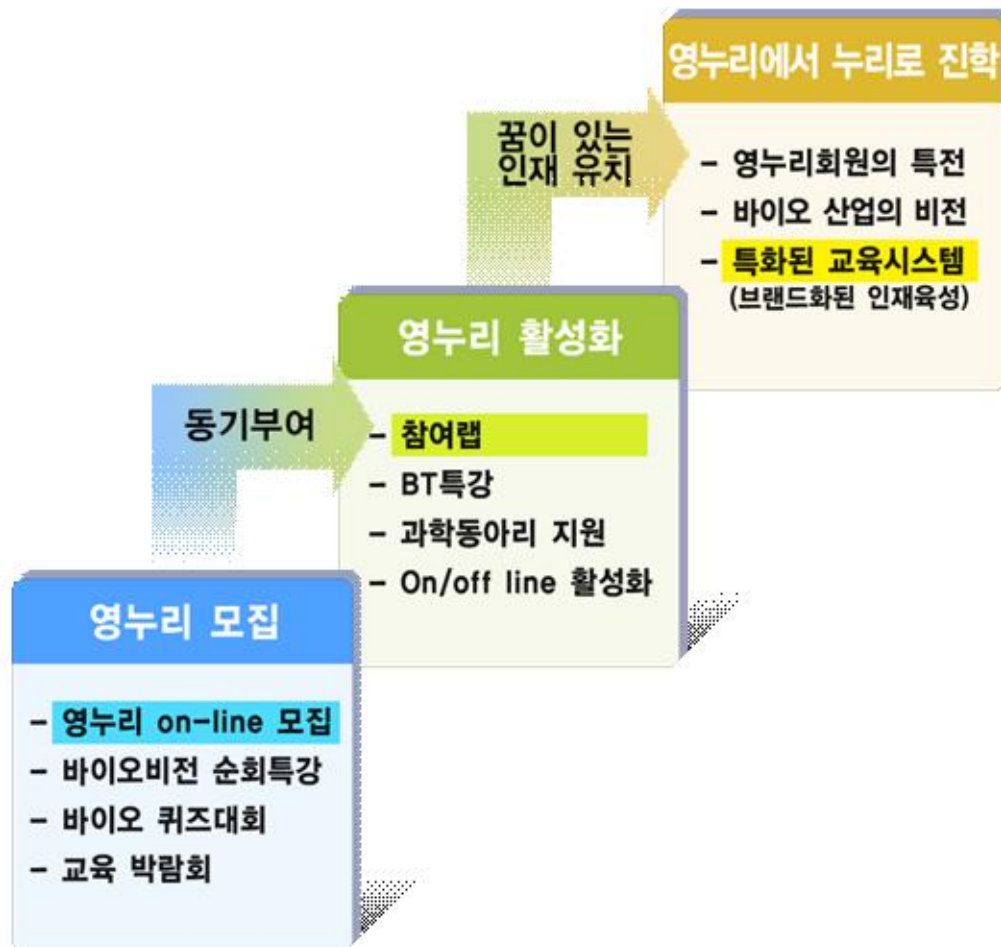 영누리에서 누리로 진학
꿈이 있는
인재 유치
- 영누리회원의 특전
- 바이오 산업의 비전
- 특화된 교육시스템
(브랜드화된 인재육성)
영누리 활성화
동기부여
- 참여랩
- BT특강
- 과학동아리 지원
- On/off line 활성화
영누리 모집
- 영누리 on-line 모집
- 바이오비전 순회특강
- 바이오 퀴즈대회
- 교육 박람회